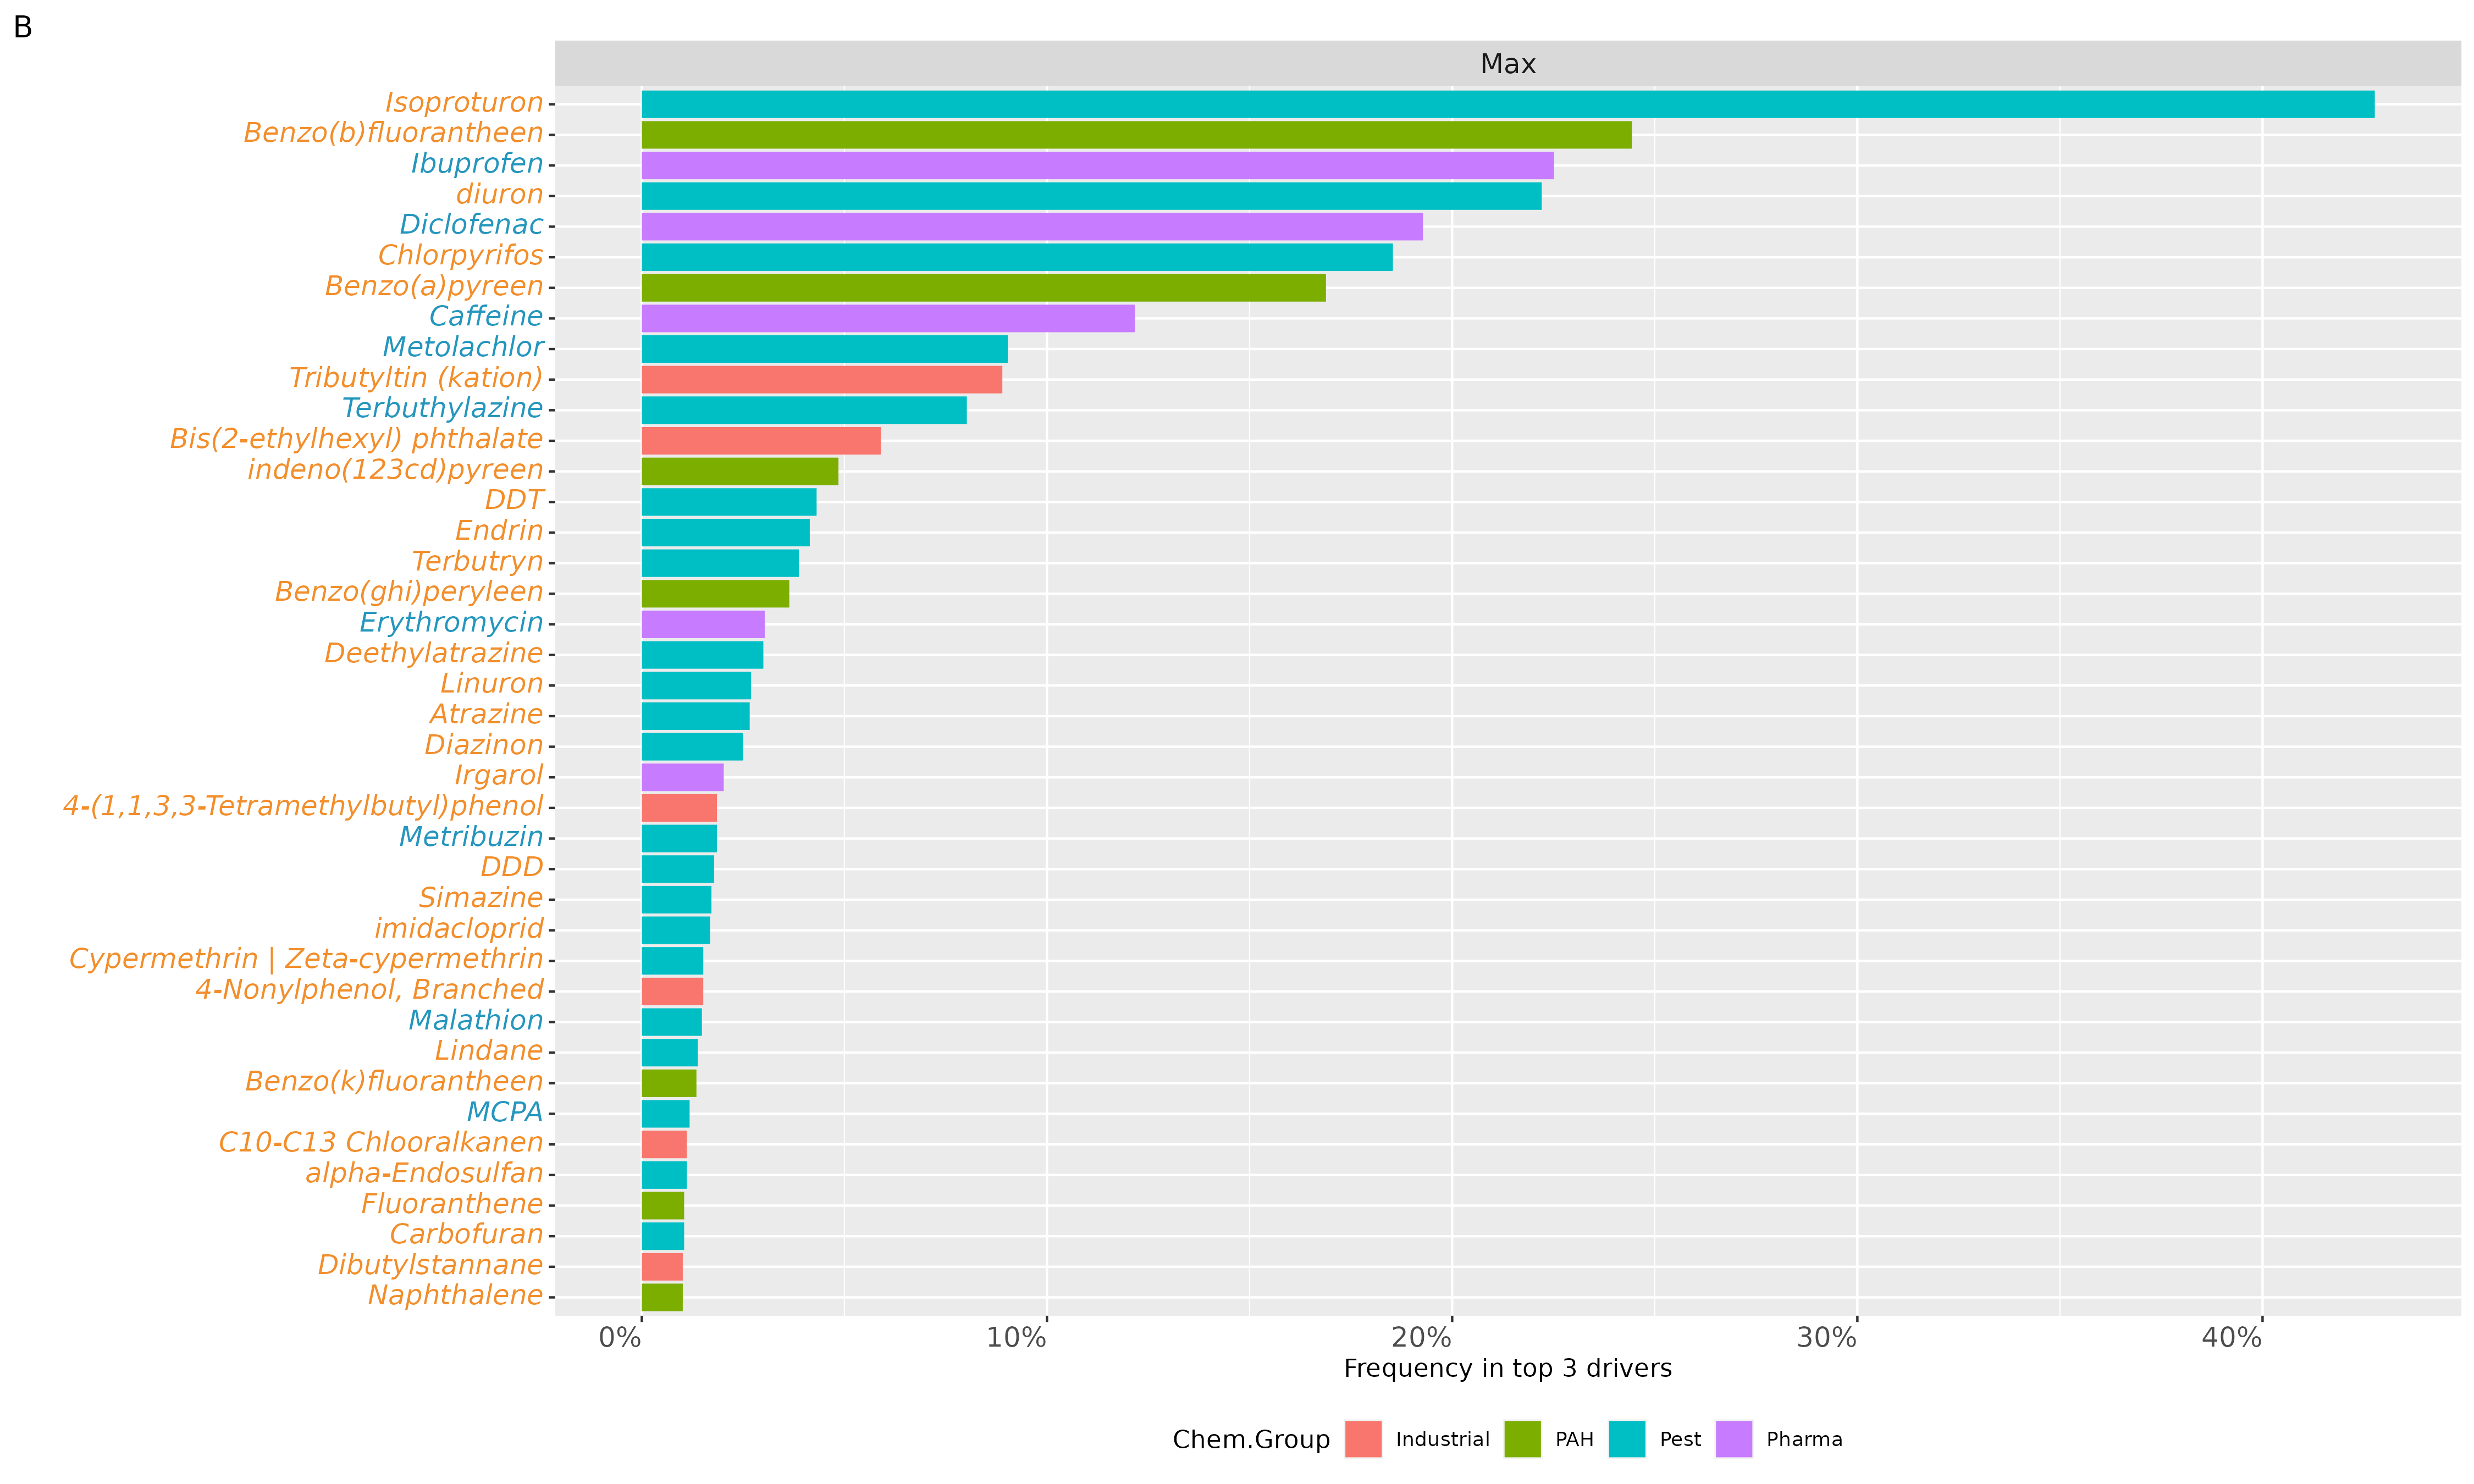 B
Max
Isoproturon
Benzo(b)fluorantheen
Ibuprofen
diuron
Diclofenac
Chlorpyrifos
Benzo(a)pyreen
Caffeine
Metolachlor
Tributyltin (kation)
Terbuthylazine
Bis(2-ethylhexyl) phthalate
indeno(123cd)pyreen
DDT
Endrin
Terbutryn
Benzo(ghi)peryleen
Erythromycin
Deethylatrazine
Linuron
Atrazine
Diazinon
Irgarol
4-(1,1,3,3-Tetramethylbutyl)phenol
Metribuzin
DDD
Simazine
imidacloprid
Cypermethrin | Zeta-cypermethrin
4-Nonylphenol, Branched
Malathion
Lindane
Benzo(k)fluorantheen
MCPA
C10-C13 Chlooralkanen
alpha-Endosulfan
Fluoranthene
Carbofuran
Dibutylstannane
Naphthalene
0% 10% 20% 30% 40%
Frequency in top 3 drivers
Chem.Group Industrial PAH Pest Pharma